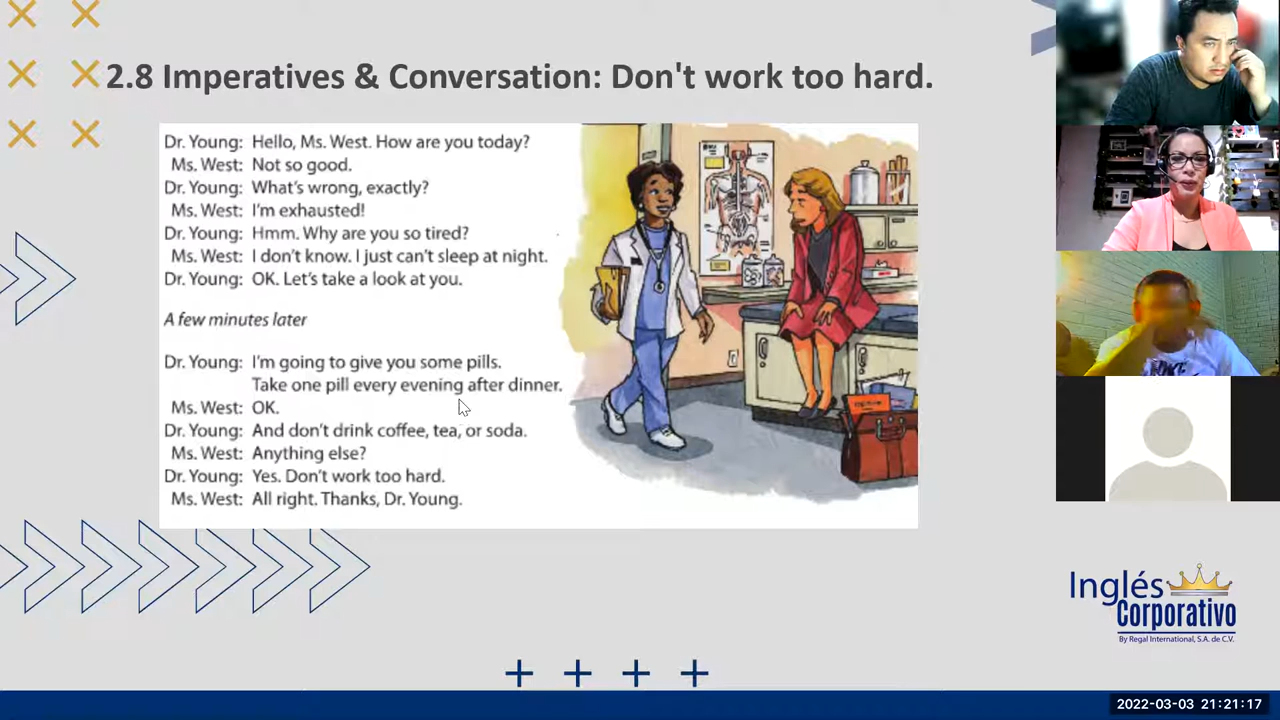 2.8 Imperatives & Conversation: Don't work too hard.
Dr. Young: Hello, Ms. West. How are you today?
Ms. West: Not so good.
Dr. Young: What's wrong, exactly?
Ms. West: I'm exhausted!
Dr. Young: Hmm. Why are you so tired?
Ms. West: I don't know. I just can't sleep at night.
Dr. Young: OK. Let's take a look at you.
A few minutes later
Dr. Young: I'm going to give you some pills.
Take one pill every evening after dinner.
Ms. West: OK.
Dr. Young: And don't drink coffee, tea, or soda.
Ms. West: Anything else?
Dr. Young: Yes. Don't work too hard.
Ms. West: All right. Thanks, Dr. Young.
Inglés
Corporativo
By Regal International, S.A. de C.V.
2022-03-03 21:21:17